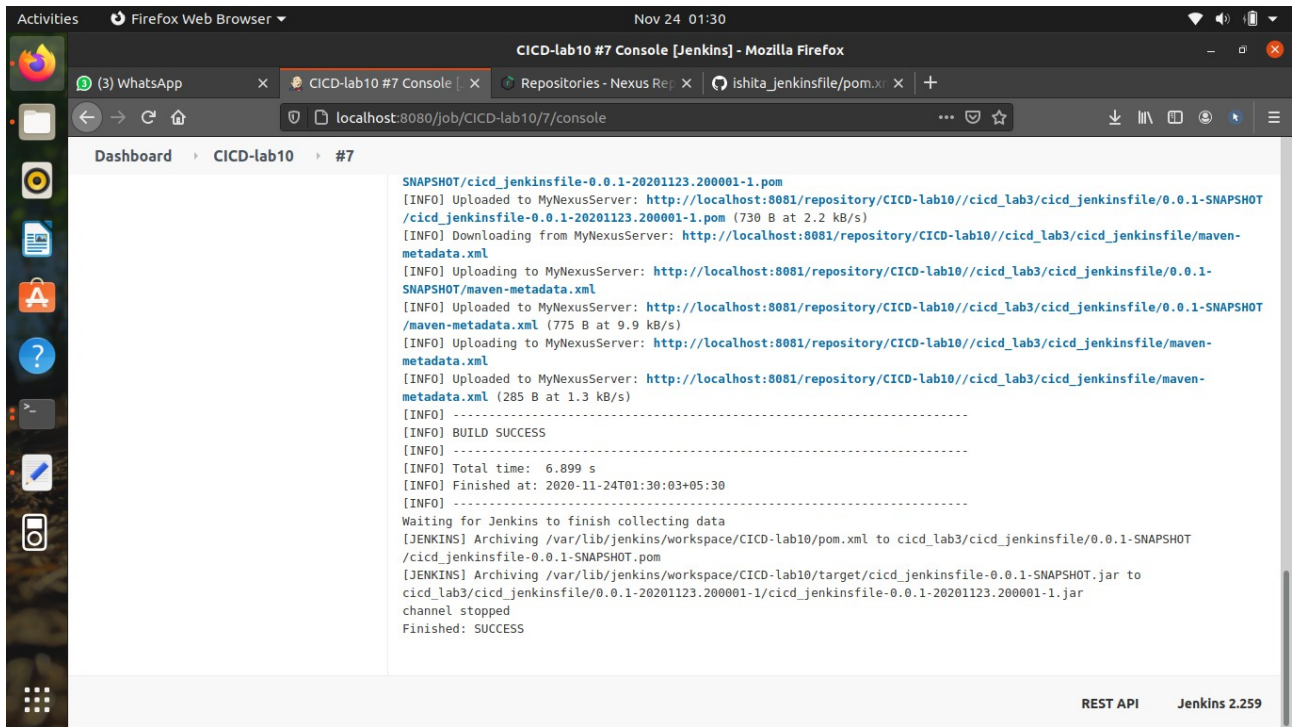 Activities Firefox Web Browser Nov 24 01:30
CICD-lab10 #7 Console [Jenkins] - Mozilla Firefox
(3) WhatsApp CICD-lab10 #7 Console [ Repositories - Nexus Rep ishita_jenkinsfile/pom.xm
localhost:8080/job/CICD-lab10/7/console
Dashboard CICD-lab10 #7
SNAPSHOT/cicd_jenkinsfile-0.0.1-20201123.200001-1.pom
[INFO] Uploaded to MyNexusServer: http://localhost:8081/repository/CICD-lab10//cicd_lab3/cicd_jenkinsfile/0.0.1-SNAPSHOT
/cicd_jenkinsfile-0.0.1-20201123.200001-1.pom (730 B at 2.2 kB/s)
[INFO] Downloading from MyNexusServer: http://localhost:8081/repository/CICD-lab10//cicd_lab3/cicd_jenkinsfile/maven-
metadata.xml
[INFO] Uploading to MyNexusServer: http://localhost:8081/repository/CICD-lab10//cicd_lab3/cicd_jenkinsfile/0.0.1-
SNAPSHOT/maven-metadata.xml
[INFO] Uploaded to MyNexusServer: http://localhost:8081/repository/CICD-lab10//cicd_lab3/cicd_jenkinsfile/0.0.1-SNAPSHOT
/maven-metadata.xml (775 B at 9.9 kB/s)
[INFO] Uploading to MyNexusServer: http://localhost:8081/repository/CICD-lab10//cicd_lab3/cicd_jenkinsfile/maven-
metadata.xml
[INFO] Uploaded to MyNexusServer: http://localhost:8081/repository/CICD-lab10//cicd_lab3/cicd_jenkinsfile/maven-
metadata.xml (285 B at 1.3 kB/s)
[INFO] ------------------------------------------------------------------------
[INFO] BUILD SUCCESS
[INFO] ------------------------------------------------------------------------
[INFO] Total time:  6.899 s
[INFO] Finished at: 2020-11-24T01:30:03+05:30
[INFO] ------------------------------------------------------------------------
Waiting for Jenkins to finish collecting data
[JENKINS] Archiving /var/lib/jenkins/workspace/CICD-lab10/pom.xml to cicd_lab3/cicd_jenkinsfile/0.0.1-SNAPSHOT
/cicd_jenkinsfile-0.0.1-SNAPSHOT.pom
[JENKINS] Archiving /var/lib/jenkins/workspace/CICD-lab10/target/cicd_jenkinsfile-0.0.1-SNAPSHOT.jar to
cicd_lab3/cicd_jenkinsfile/0.0.1-20201123.200001-1/cicd_jenkinsfile-0.0.1-20201123.200001-1.jar
channel stopped
Finished: SUCCESS
REST API Jenkins 2.259